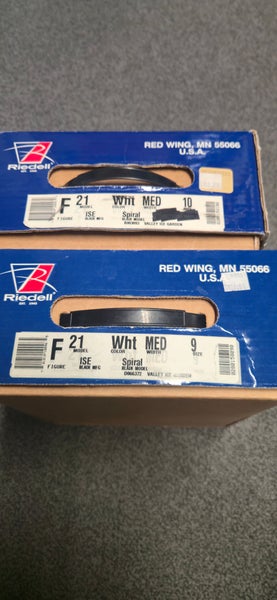 Riedell
EST. 1945
RED WING, MN 55066
U.S.A.
F 21 Wht MED 10
MODEL COLOR WIDTH
FIGURE ISE Spiral
BLADE MFG BLADE MODEL
VALLEY ICE GARDEN
Riedell
EST. 1945
RED WING, MN 55066
U.S.A.
F 21 Wht MED 9
MODEL COLOR WIDTH SIZE
FIGURE ISE Spiral
BLADE MFG BLADE MODEL
VALLEY ICE GARDEN